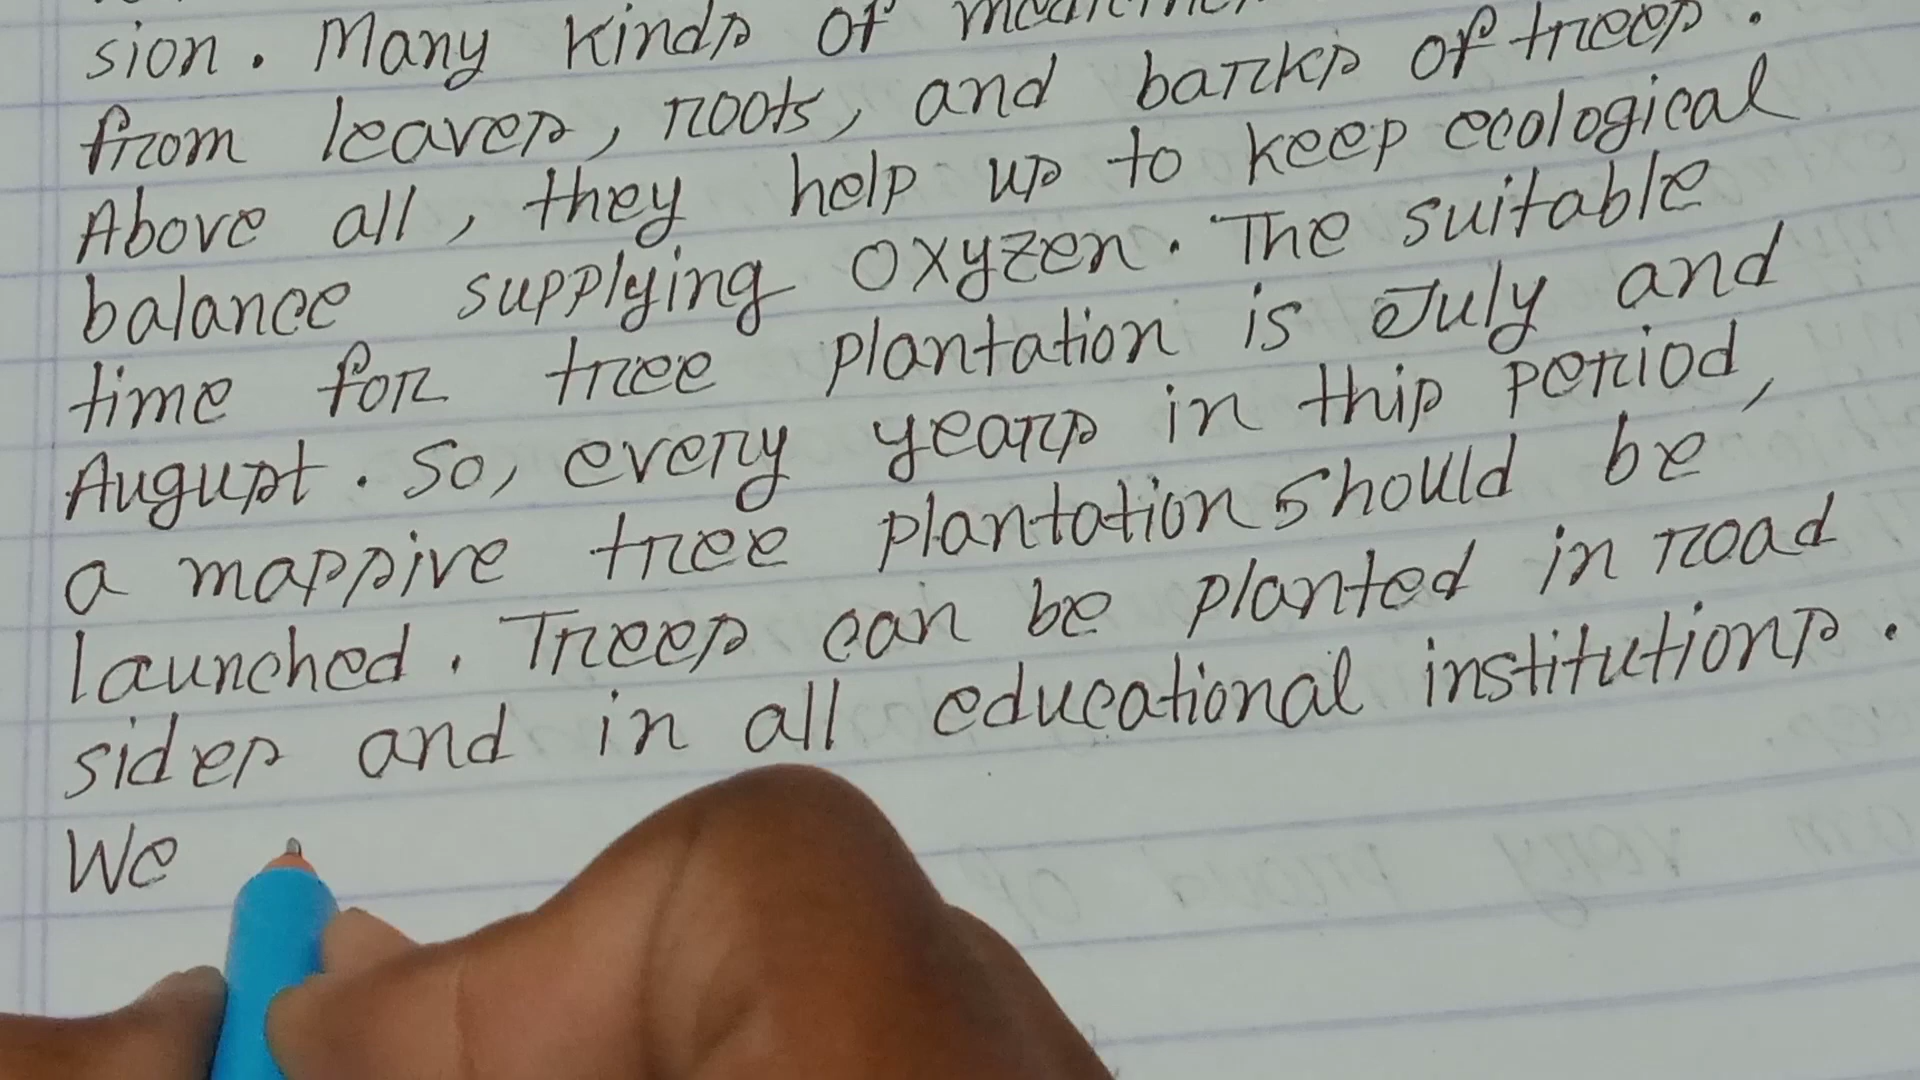 sion. Many kinds of
from leaves, roots, and barks of trees.
Above all, they help us to keep ecological
balance supplying oxyzen. The suitable
time for tree plantation is July and
August. So, every years in this period,
a massive tree plantation should be
launched. Trees can be planted in road
sides and in all educational institutions.
We